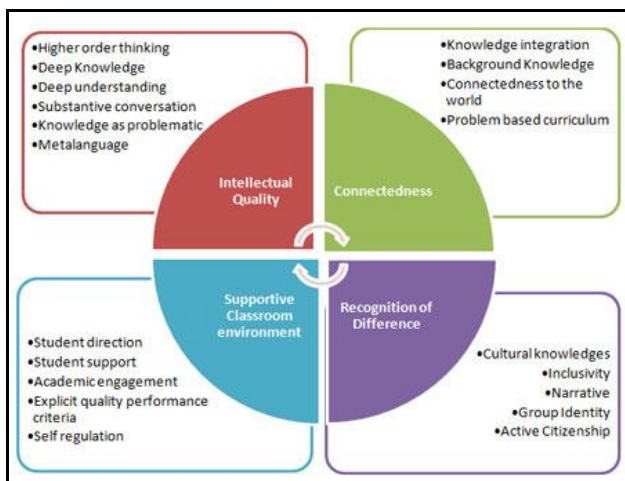 •Higher order thinking
•Deep Knowledge
•Deep understanding
•Substantive conversation
•Knowledge as problematic
•Metalanguage
•Knowledge integration
•Background Knowledge
•Connectedness to the
world
•Problem based curriculum
Intellectual
Quality
Connectedness
Supportive
Classroom
environment
Recognition of
Difference
•Student direction
•Student support
•Academic engagement
•Explicit quality performance
criteria
•Self regulation
•Cultural knowledges
•Inclusivity
•Narrative
•Group Identity
•Active Citizenship